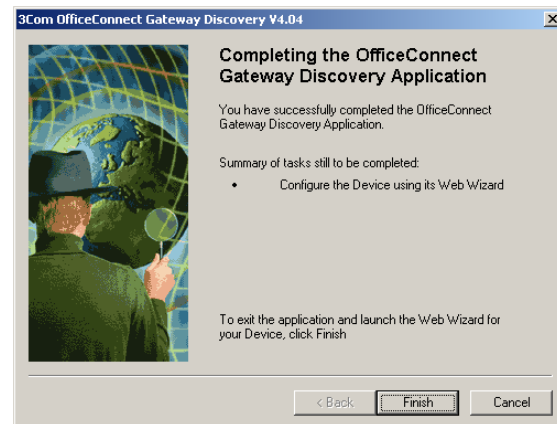 3Com OfficeConnect Gateway Discovery V4.04
Completing the OfficeConnect
Gateway Discovery Application
You have successfully completed the OfficeConnect
Gateway Discovery Application.
Summary of tasks still to be completed:
• Configure the Device using its Web Wizard
To exit the application and launch the Web Wizard for
your Device, click Finish
< Back Finish Cancel